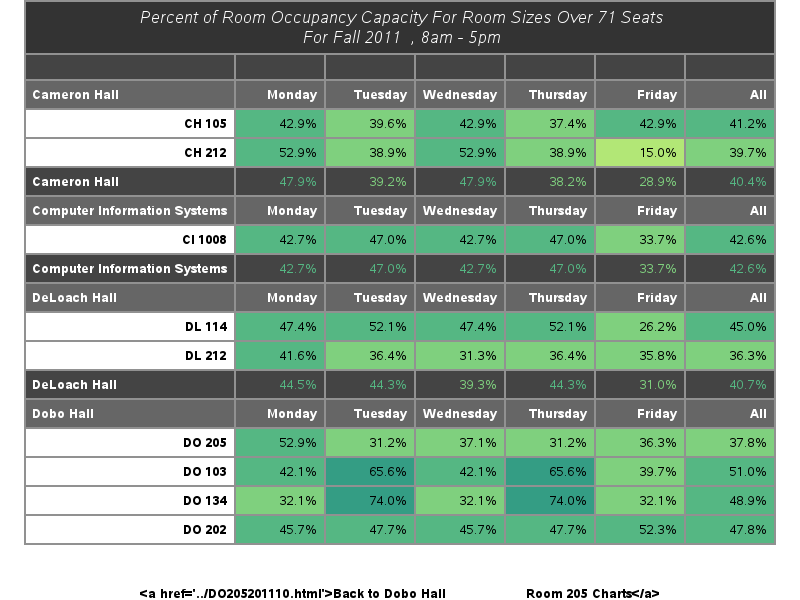 Percent of Room Occupancy Capacity For Room Sizes Over 71 Seats
For Fall 2011 , 8am - 5pm
Cameron Hall Monday Tuesday Wednesday Thursday Friday All
CH 105 42.9% 39.6% 42.9% 37.4% 42.9% 41.2%
CH 212 52.9% 38.9% 52.9% 38.9% 15.0% 39.7%
Cameron Hall 47.9% 39.2% 47.9% 38.2% 28.9% 40.4%
Computer Information Systems Monday Tuesday Wednesday Thursday Friday All
CI 1008 42.7% 47.0% 42.7% 47.0% 33.7% 42.6%
Computer Information Systems 42.7% 47.0% 42.7% 47.0% 33.7% 42.6%
DeLoach Hall Monday Tuesday Wednesday Thursday Friday All
DL 114 47.4% 52.1% 47.4% 52.1% 26.2% 45.0%
DL 212 41.6% 36.4% 31.3% 36.4% 35.8% 36.3%
DeLoach Hall 44.5% 44.3% 39.3% 44.3% 31.0% 40.7%
Dobo Hall Monday Tuesday Wednesday Thursday Friday All
DO 205 52.9% 31.2% 37.1% 31.2% 36.3% 37.8%
DO 103 42.1% 65.6% 42.1% 65.6% 39.7% 51.0%
DO 134 32.1% 74.0% 32.1% 74.0% 32.1% 48.9%
DO 202 45.7% 47.7% 45.7% 47.7% 52.3% 47.8%
<a href='../DO205201110.html'>Back to Dobo Hall Room 205 Charts</a>